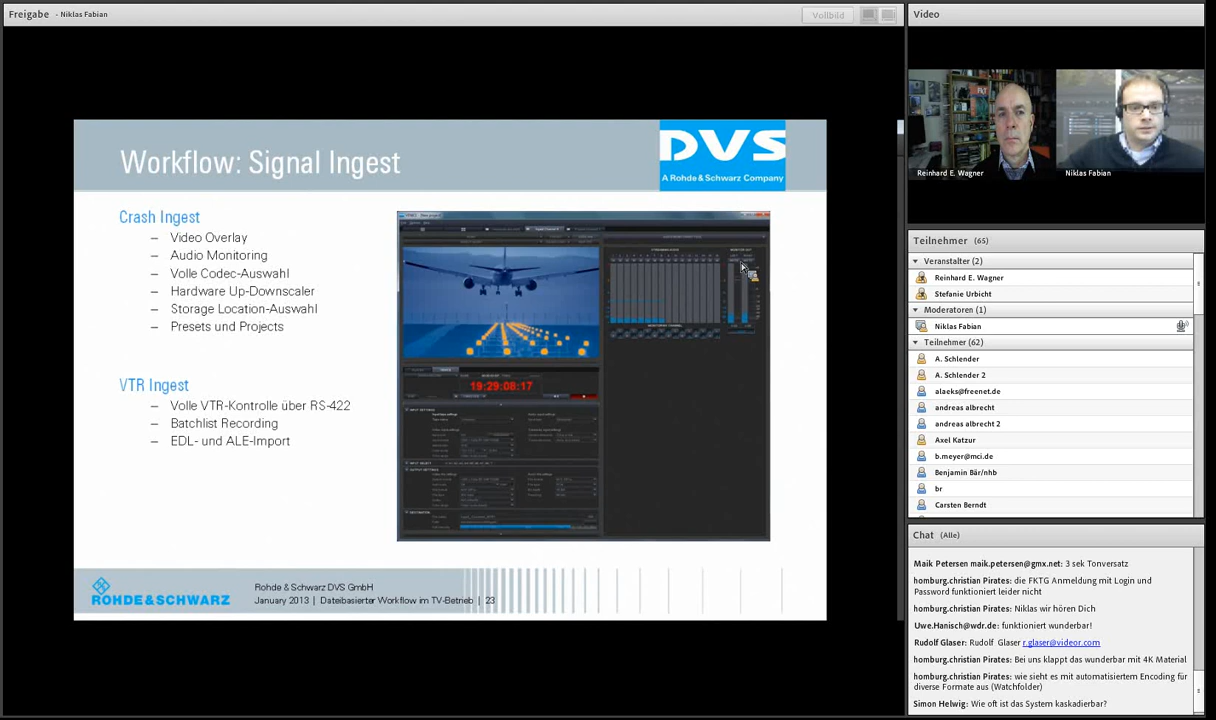 Freigabe - Niklas Fabian
Vollbild
Workflow: Signal Ingest
DVS
A Rohde & Schwarz Company
Crash Ingest
– Video Overlay
– Audio Monitoring
– Volle Codec-Auswahl
– Hardware Up-Downscaler
– Storage Location-Auswahl
– Presets und Projects
VTR Ingest
– Volle VTR-Kontrolle über RS-422
– Batchlist Recording
– EDL- und ALE-Import
19:29:08:17
ROHDE & SCHWARZ
Rohde & Schwarz DVS GmbH
January 2013 | Dateibasierter Workflow im TV-Betrieb | 23
Video
Reinhard E. Wagner
Niklas Fabian
Teilnehmer (65)
Veranstalter (2)
Reinhard E. Wagner
Stefanie Urbicht
Moderatoren (1)
Niklas Fabian
Teilnehmer (62)
A. Schlender
A. Schlender 2
alaeks@freenet.de
andreas albrecht
andreas albrecht 2
Axel Katzur
b.meyer@mci.de
Benjamin Bär/nhb
br
Carsten Berndt
Chat (Alle)
Maik Petersen maik.petersen@gmx.net: 3 sek Tonversatz
homburg.christian Pirates: die FKTG Anmeldung mit Login und
Password funktioniert leider nicht
homburg.christian Pirates: Niklas wir hören Dich
Uwe.Hanisch@wdr.de: funktioniert wunderbar!
Rudolf Glaser: Rudolf Glaser r.glaser@videor.com
homburg.christian Pirates: Bei uns klappt das wunderbar mit 4K Material
homburg.christian Pirates: wie sieht es mit automatisiertem Encoding für
diverse Formate aus (Watchfolder)
Simon Helwig: Wie oft ist das System kaskadierbar?